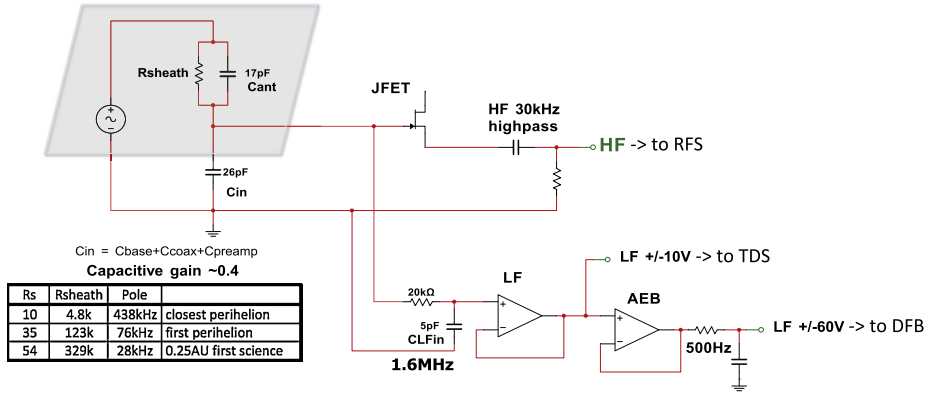 Rsheath
17pF
Cant
JFET
HF 30kHz
highpass
HF -> to RFS
26pF
Cin
Cin = Cbase+Ccoax+Cpreamp
Capacitive gain ~0.4
Rs Rsheath Pole
10 4.8k 438kHz closest perihelion
35 123k 76kHz first perihelion
54 329k 28kHz 0.25AU first science
20kΩ
5pF
CLFin
1.6MHz
LF
LF +/-10V -> to TDS
AEB
500Hz
LF +/-60V -> to DFB